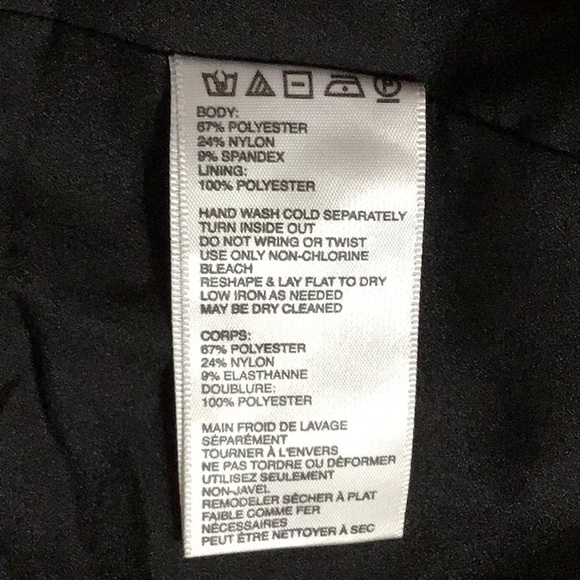 BODY:
67% POLYESTER
24% NYLON
9% SPANDEX
LINING:
100% POLYESTER
HAND WASH COLD SEPARATELY
TURN INSIDE OUT
DO NOT WRING OR TWIST
USE ONLY NON-CHLORINE
BLEACH
RESHAPE & LAY FLAT TO DRY
LOW IRON AS NEEDED
MAY BE DRY CLEANED
CORPS:
67% POLYESTER
24% NYLON
9% ELASTHANNE
DOUBLURE:
100% POLYESTER
MAIN FROID DE LAVAGE
SÉPARÉMENT
TOURNER À L'ENVERS
NE PAS TORDRE OU DÉFORMER
UTILISEZ SEULEMENT
NON-JAVEL
REMODELER SÉCHER À PLAT
FAIBLE COMME FER
NÉCESSAIRES
PEUT ÊTRE NETTOYER À SEC